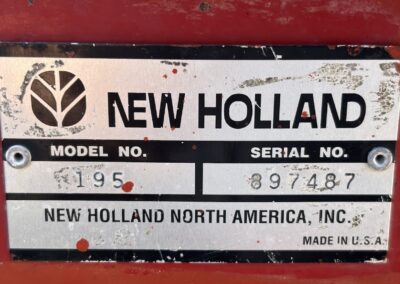 NEW HOLLAND
MODEL NO. SERIAL NO.
195 897487
NEW HOLLAND NORTH AMERICA, INC.
MADE IN U.S.A.